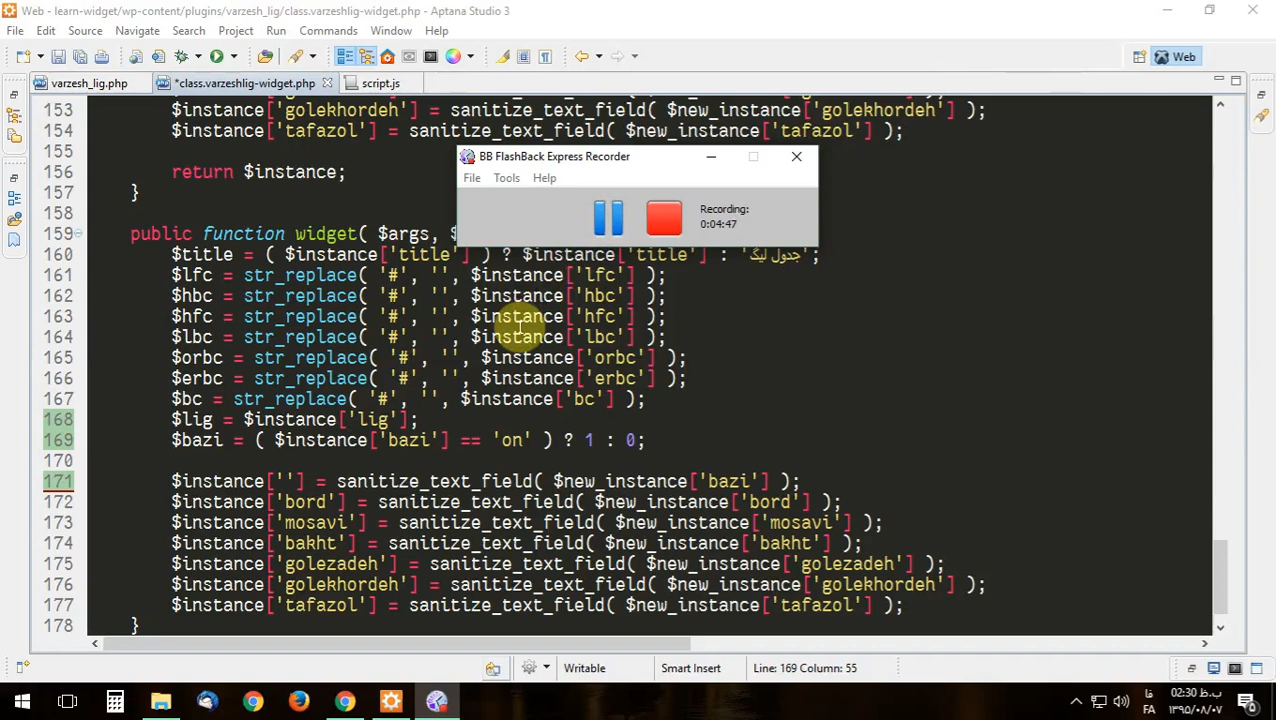 Web - learn-widget/wp-content/plugins/varzesh_lig/class.varzeshlig-widget.php - Aptana Studio 3
File Edit Source Navigate Search Project Run Commands Window Help
Web
varzesh_lig.php *class.varzeshlig-widget.php script.js
153 $instance['golekhordeh'] = sanitize_text_field( $new_instance['golekhordeh'] );
154 $instance['tafazol'] = sanitize_text_field( $new_instance['tafazol'] );
155
156 return $instance;
157 }
158
159 public function widget( $args, $
160 $title = ( $instance['title'] ) ? $instance['title'] : 'جدول لیگ';
161 $lfc = str_replace( '#', '', $instance['lfc'] );
162 $hbc = str_replace( '#', '', $instance['hbc'] );
163 $hfc = str_replace( '#', '', $instance['hfc'] );
164 $lbc = str_replace( '#', '', $instance['lbc'] );
165 $orbc = str_replace( '#', '', $instance['orbc'] );
166 $erbc = str_replace( '#', '', $instance['erbc'] );
167 $bc = str_replace( '#', '', $instance['bc'] );
168 $lig = $instance['lig'];
169 $bazi = ( $instance['bazi'] == 'on' ) ? 1 : 0;
170
171 $instance[''] = sanitize_text_field( $new_instance['bazi'] );
172 $instance['bord'] = sanitize_text_field( $new_instance['bord'] );
173 $instance['mosavi'] = sanitize_text_field( $new_instance['mosavi'] );
174 $instance['bakht'] = sanitize_text_field( $new_instance['bakht'] );
175 $instance['golezadeh'] = sanitize_text_field( $new_instance['golezadeh'] );
176 $instance['golekhordeh'] = sanitize_text_field( $new_instance['golekhordeh'] );
177 $instance['tafazol'] = sanitize_text_field( $new_instance['tafazol'] );
178 }
BB FlashBack Express Recorder
File Tools Help
Recording:
0:04:47
Writable Smart Insert Line: 169 Column: 55
فا
FA
02:30 ب.ظ
۱۳۹۵/۰۸/۰۷